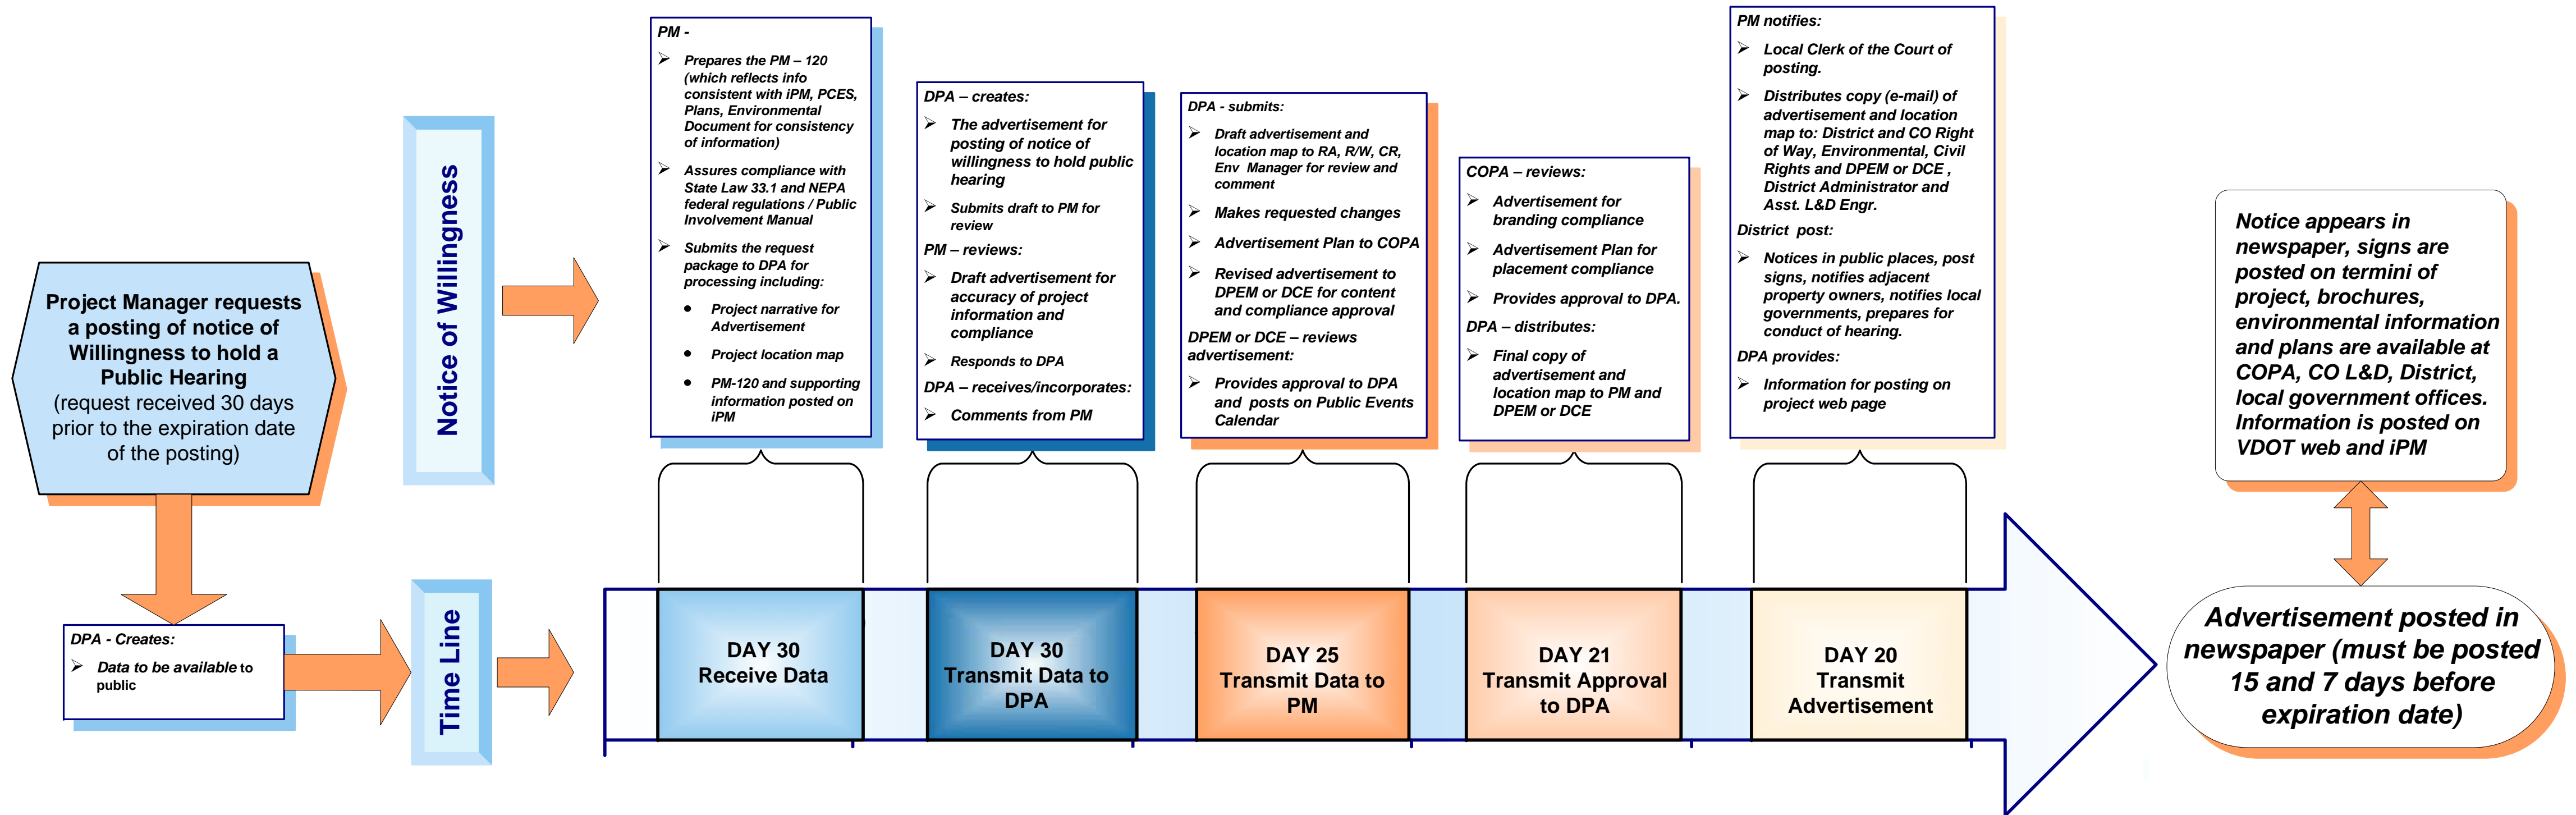 Project Manager requests
a posting of notice of
Willingness to hold a
Public Hearing
(request received 30 days
prior to the expiration date
of the posting)
DPA - Creates:
➢ Data to be available to
public
Notice of Willingness
Time Line
PM -
➢ Prepares the PM – 120
(which reflects info
consistent with iPM, PCES,
Plans, Environmental
Document for consistency
of information)
➢ Assures compliance with
State Law 33.1 and NEPA
federal regulations / Public
Involvement Manual
➢ Submits the request
package to DPA for
processing including:
• Project narrative for
Advertisement
• Project location map
• PM-120 and supporting
information posted on
iPM
DPA – creates:
➢ The advertisement for
posting of notice of
willingness to hold public
hearing
➢ Submits draft to PM for
review
PM – reviews:
➢ Draft advertisement for
accuracy of project
information and
compliance
➢ Responds to DPA
DPA – receives/incorporates:
➢ Comments from PM
DPA - submits:
➢ Draft advertisement and
location map to RA, R/W, CR,
Env Manager for review and
comment
➢ Makes requested changes
➢ Advertisement Plan to COPA
➢ Revised advertisement to
DPEM or DCE for content
and compliance approval
DPEM or DCE – reviews
advertisement:
➢ Provides approval to DPA
and posts on Public Events
Calendar
COPA – reviews:
➢ Advertisement for
branding compliance
➢ Advertisement Plan for
placement compliance
➢ Provides approval to DPA.
DPA – distributes:
➢ Final copy of
advertisement and
location map to PM and
DPEM or DCE
PM notifies:
➢ Local Clerk of the Court of
posting.
➢ Distributes copy (e-mail) of
advertisement and location
map to: District and CO Right
of Way, Environmental, Civil
Rights and DPEM or DCE ,
District Administrator and
Asst. L&D Engr.
District post:
➢ Notices in public places, post
signs, notifies adjacent
property owners, notifies local
governments, prepares for
conduct of hearing.
DPA provides:
➢ Information for posting on
project web page
DAY 30
Receive Data
DAY 30
Transmit Data to
DPA
DAY 25
Transmit Data to
PM
DAY 21
Transmit Approval
to DPA
DAY 20
Transmit
Advertisement
Notice appears in
newspaper, signs are
posted on termini of
project, brochures,
environmental information
and plans are available at
COPA, CO L&D, District,
local government offices.
Information is posted on
VDOT web and iPM
Advertisement posted in
newspaper (must be posted
15 and 7 days before
expiration date)